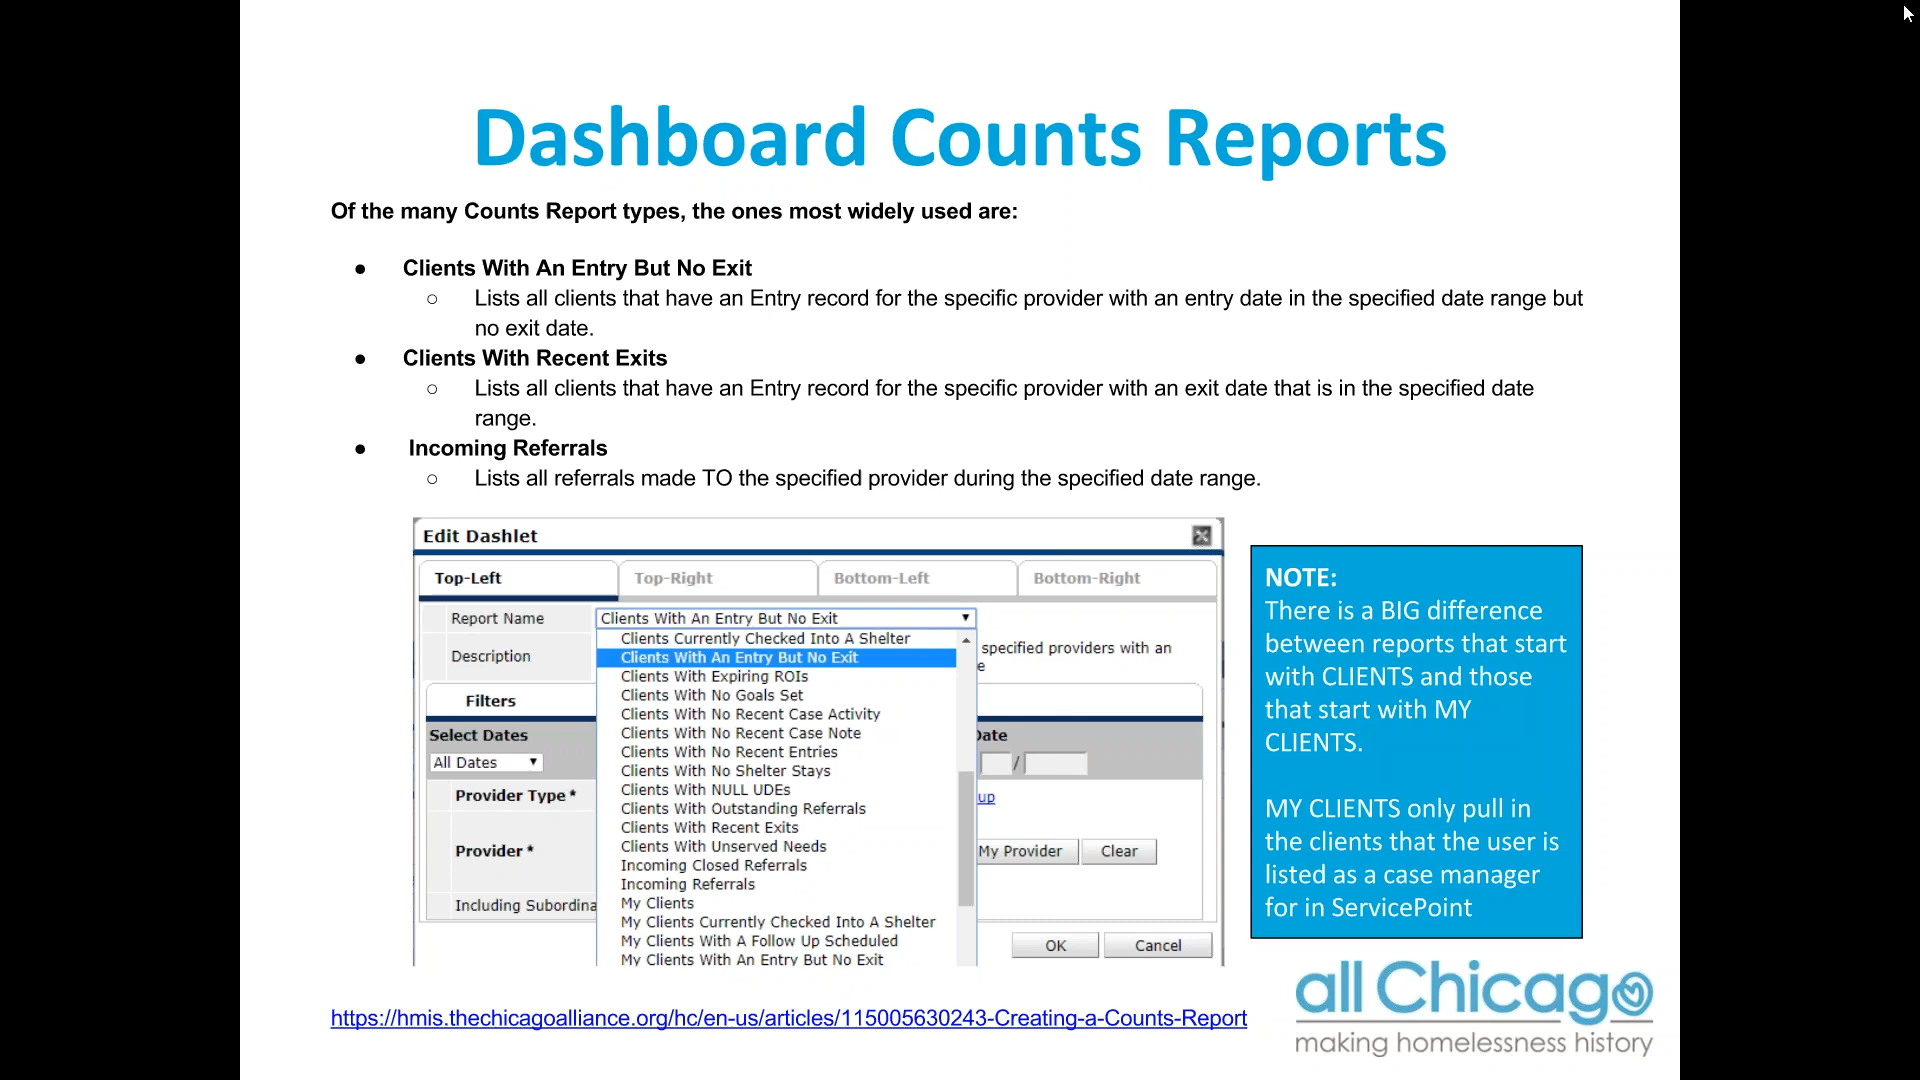 Dashboard Counts Reports
Of the many Counts Report types, the ones most widely used are:
● Clients With An Entry But No Exit
○ Lists all clients that have an Entry record for the specific provider with an entry date in the specified date range but
no exit date.
● Clients With Recent Exits
○ Lists all clients that have an Entry record for the specific provider with an exit date that is in the specified date
range.
● Incoming Referrals
○ Lists all referrals made TO the specified provider during the specified date range.
Edit Dashlet
Top-Left Top-Right Bottom-Left Bottom-Right
Report Name Clients With An Entry But No Exit
Description specified providers with an
e
Filters
Select Dates Date
All Dates /
Provider Type * up
Provider * My Provider Clear
Including Subordina
Clients Currently Checked Into A Shelter
Clients With An Entry But No Exit
Clients With Expiring ROIs
Clients With No Goals Set
Clients With No Recent Case Activity
Clients With No Recent Case Note
Clients With No Recent Entries
Clients With No Shelter Stays
Clients With NULL UDEs
Clients With Outstanding Referrals
Clients With Recent Exits
Clients With Unserved Needs
Incoming Closed Referrals
Incoming Referrals
My Clients
My Clients Currently Checked Into A Shelter
My Clients With A Follow Up Scheduled
My Clients With An Entry But No Exit
OK Cancel
NOTE:
There is a BIG difference
between reports that start
with CLIENTS and those
that start with MY
CLIENTS.
MY CLIENTS only pull in
the clients that the user is
listed as a case manager
for in ServicePoint
https://hmis.thechicagoalliance.org/hc/en-us/articles/115005630243-Creating-a-Counts-Report
all Chicago
making homelessness history